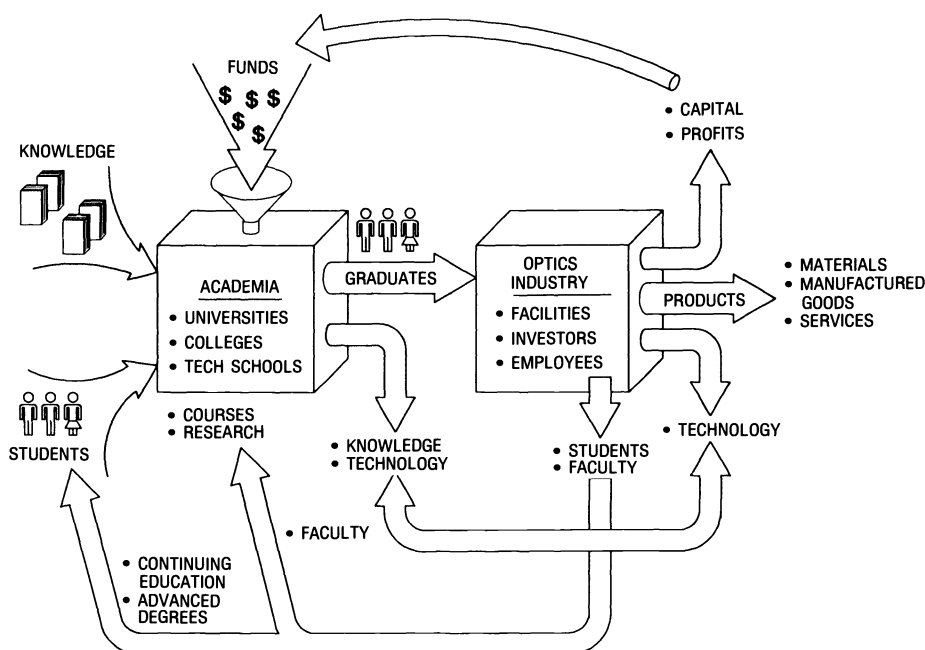 FUNDS
$ $ $
$ $
• CAPITAL
• PROFITS
KNOWLEDGE
ACADEMIA
• UNIVERSITIES
• COLLEGES
• TECH SCHOOLS
GRADUATES
OPTICS
INDUSTRY
• FACILITIES
• INVESTORS
• EMPLOYEES
PRODUCTS
• MATERIALS
• MANUFACTURED
GOODS
• SERVICES
STUDENTS
• COURSES
• RESEARCH
• KNOWLEDGE
• TECHNOLOGY
• STUDENTS
• FACULTY
• TECHNOLOGY
• FACULTY
• CONTINUING
EDUCATION
• ADVANCED
DEGREES